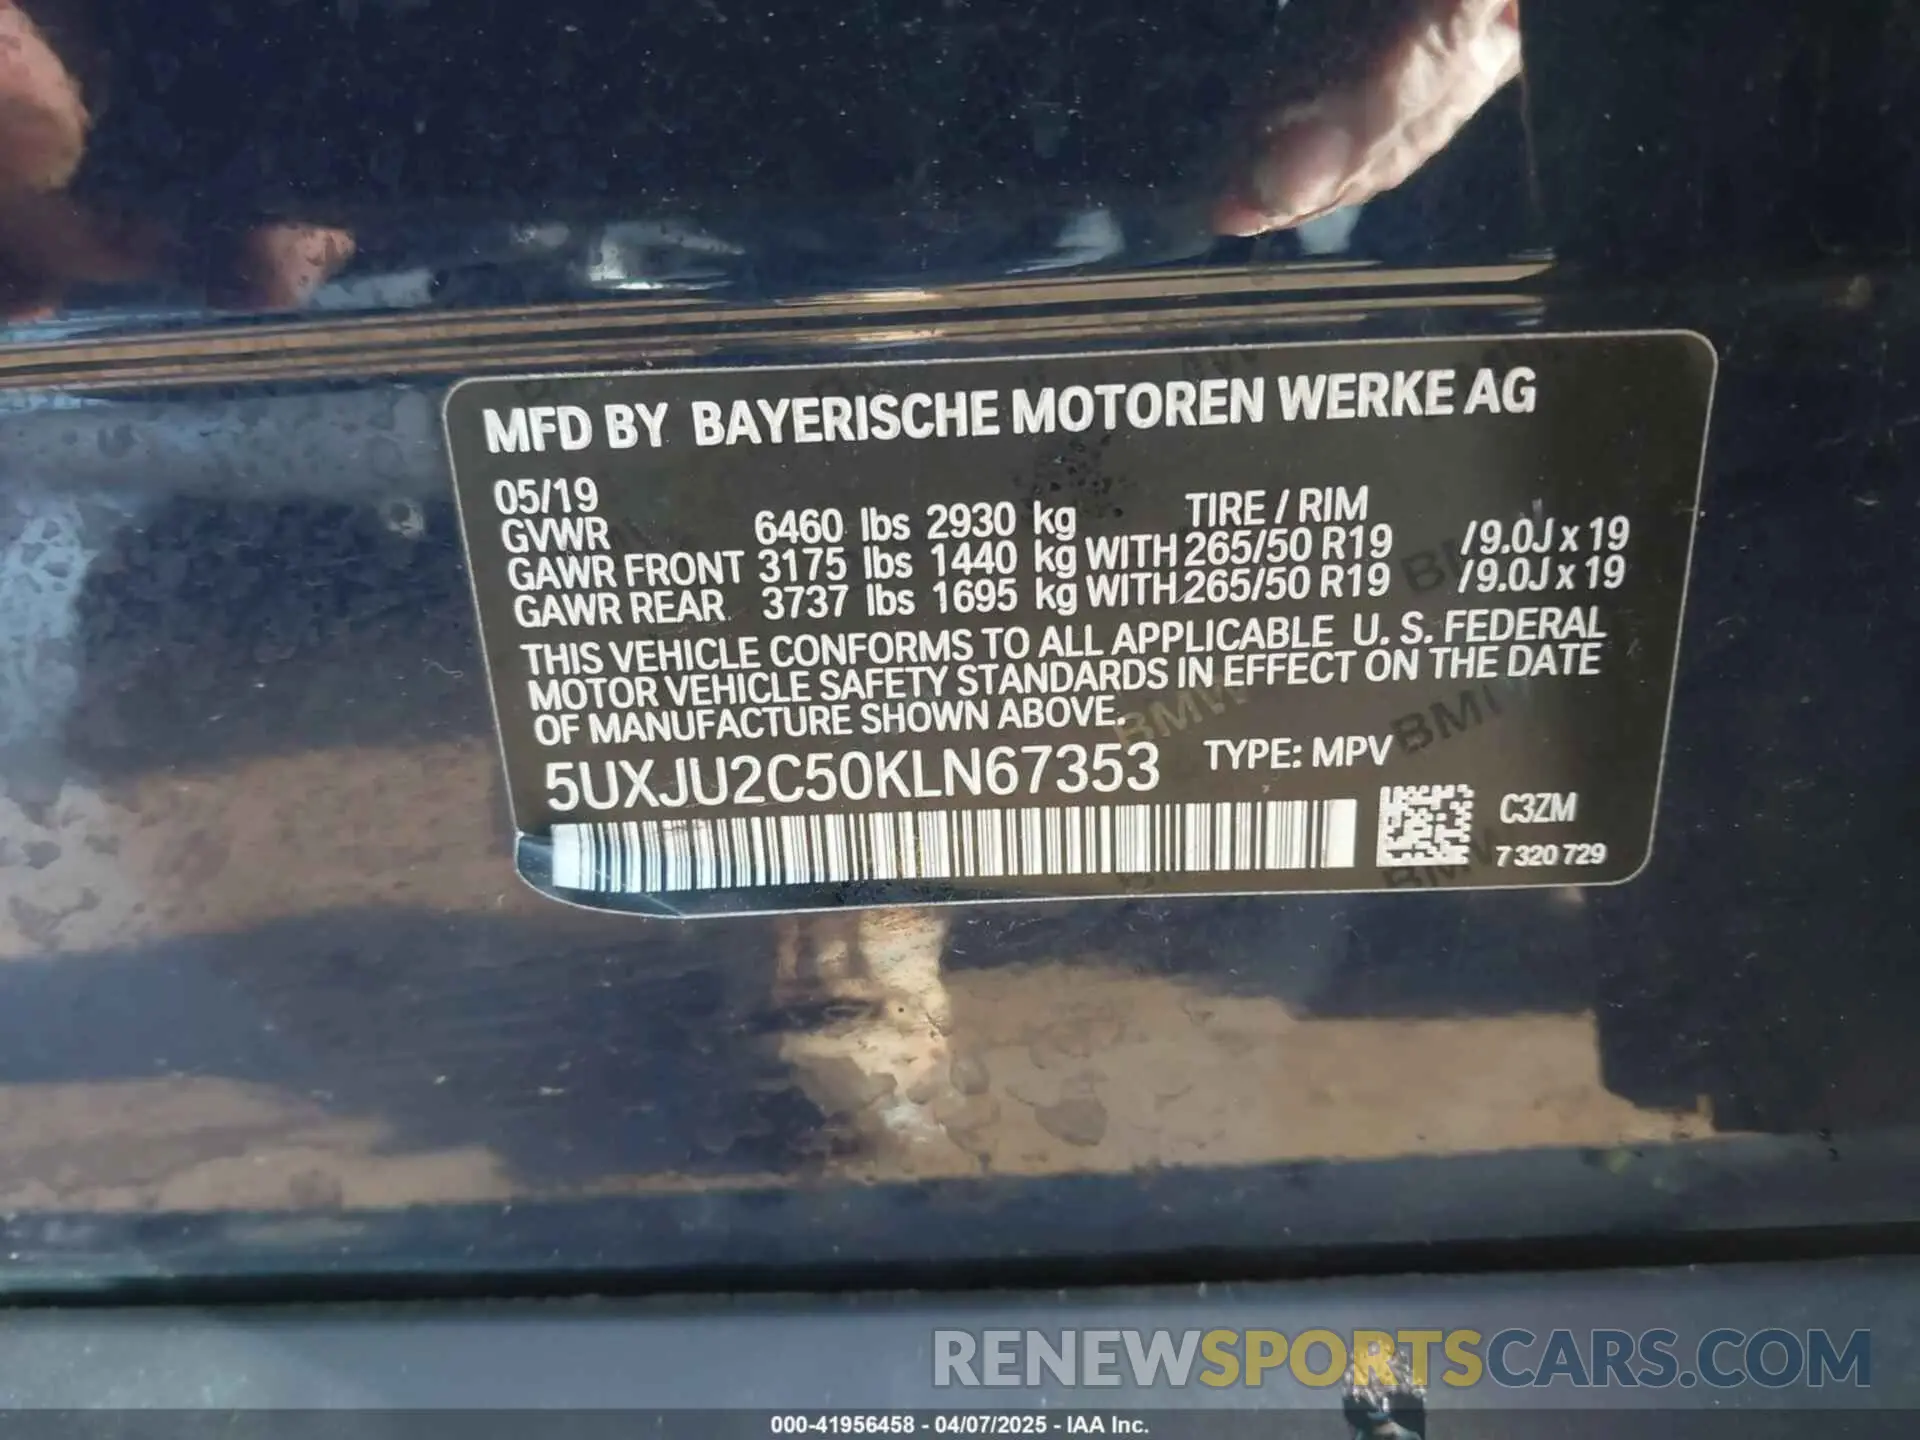 MFD BY BAYERISCHE MOTOREN WERKE AG
05/19 TIRE / RIM
GVWR 6460 lbs 2930 kg
GAWR FRONT 3175 lbs 1440 kg WITH 265/50 R19 /9.0J x 19
GAWR REAR 3737 lbs 1695 kg WITH 265/50 R19 /9.0J x 19
THIS VEHICLE CONFORMS TO ALL APPLICABLE U. S. FEDERAL
MOTOR VEHICLE SAFETY STANDARDS IN EFFECT ON THE DATE
OF MANUFACTURE SHOWN ABOVE.
5UXJU2C50KLN67353 TYPE: MPV
C3ZM
7 320 729
RENEWSPORTSCARS.COM
000-41956458 - 04/07/2025 - IAA Inc.